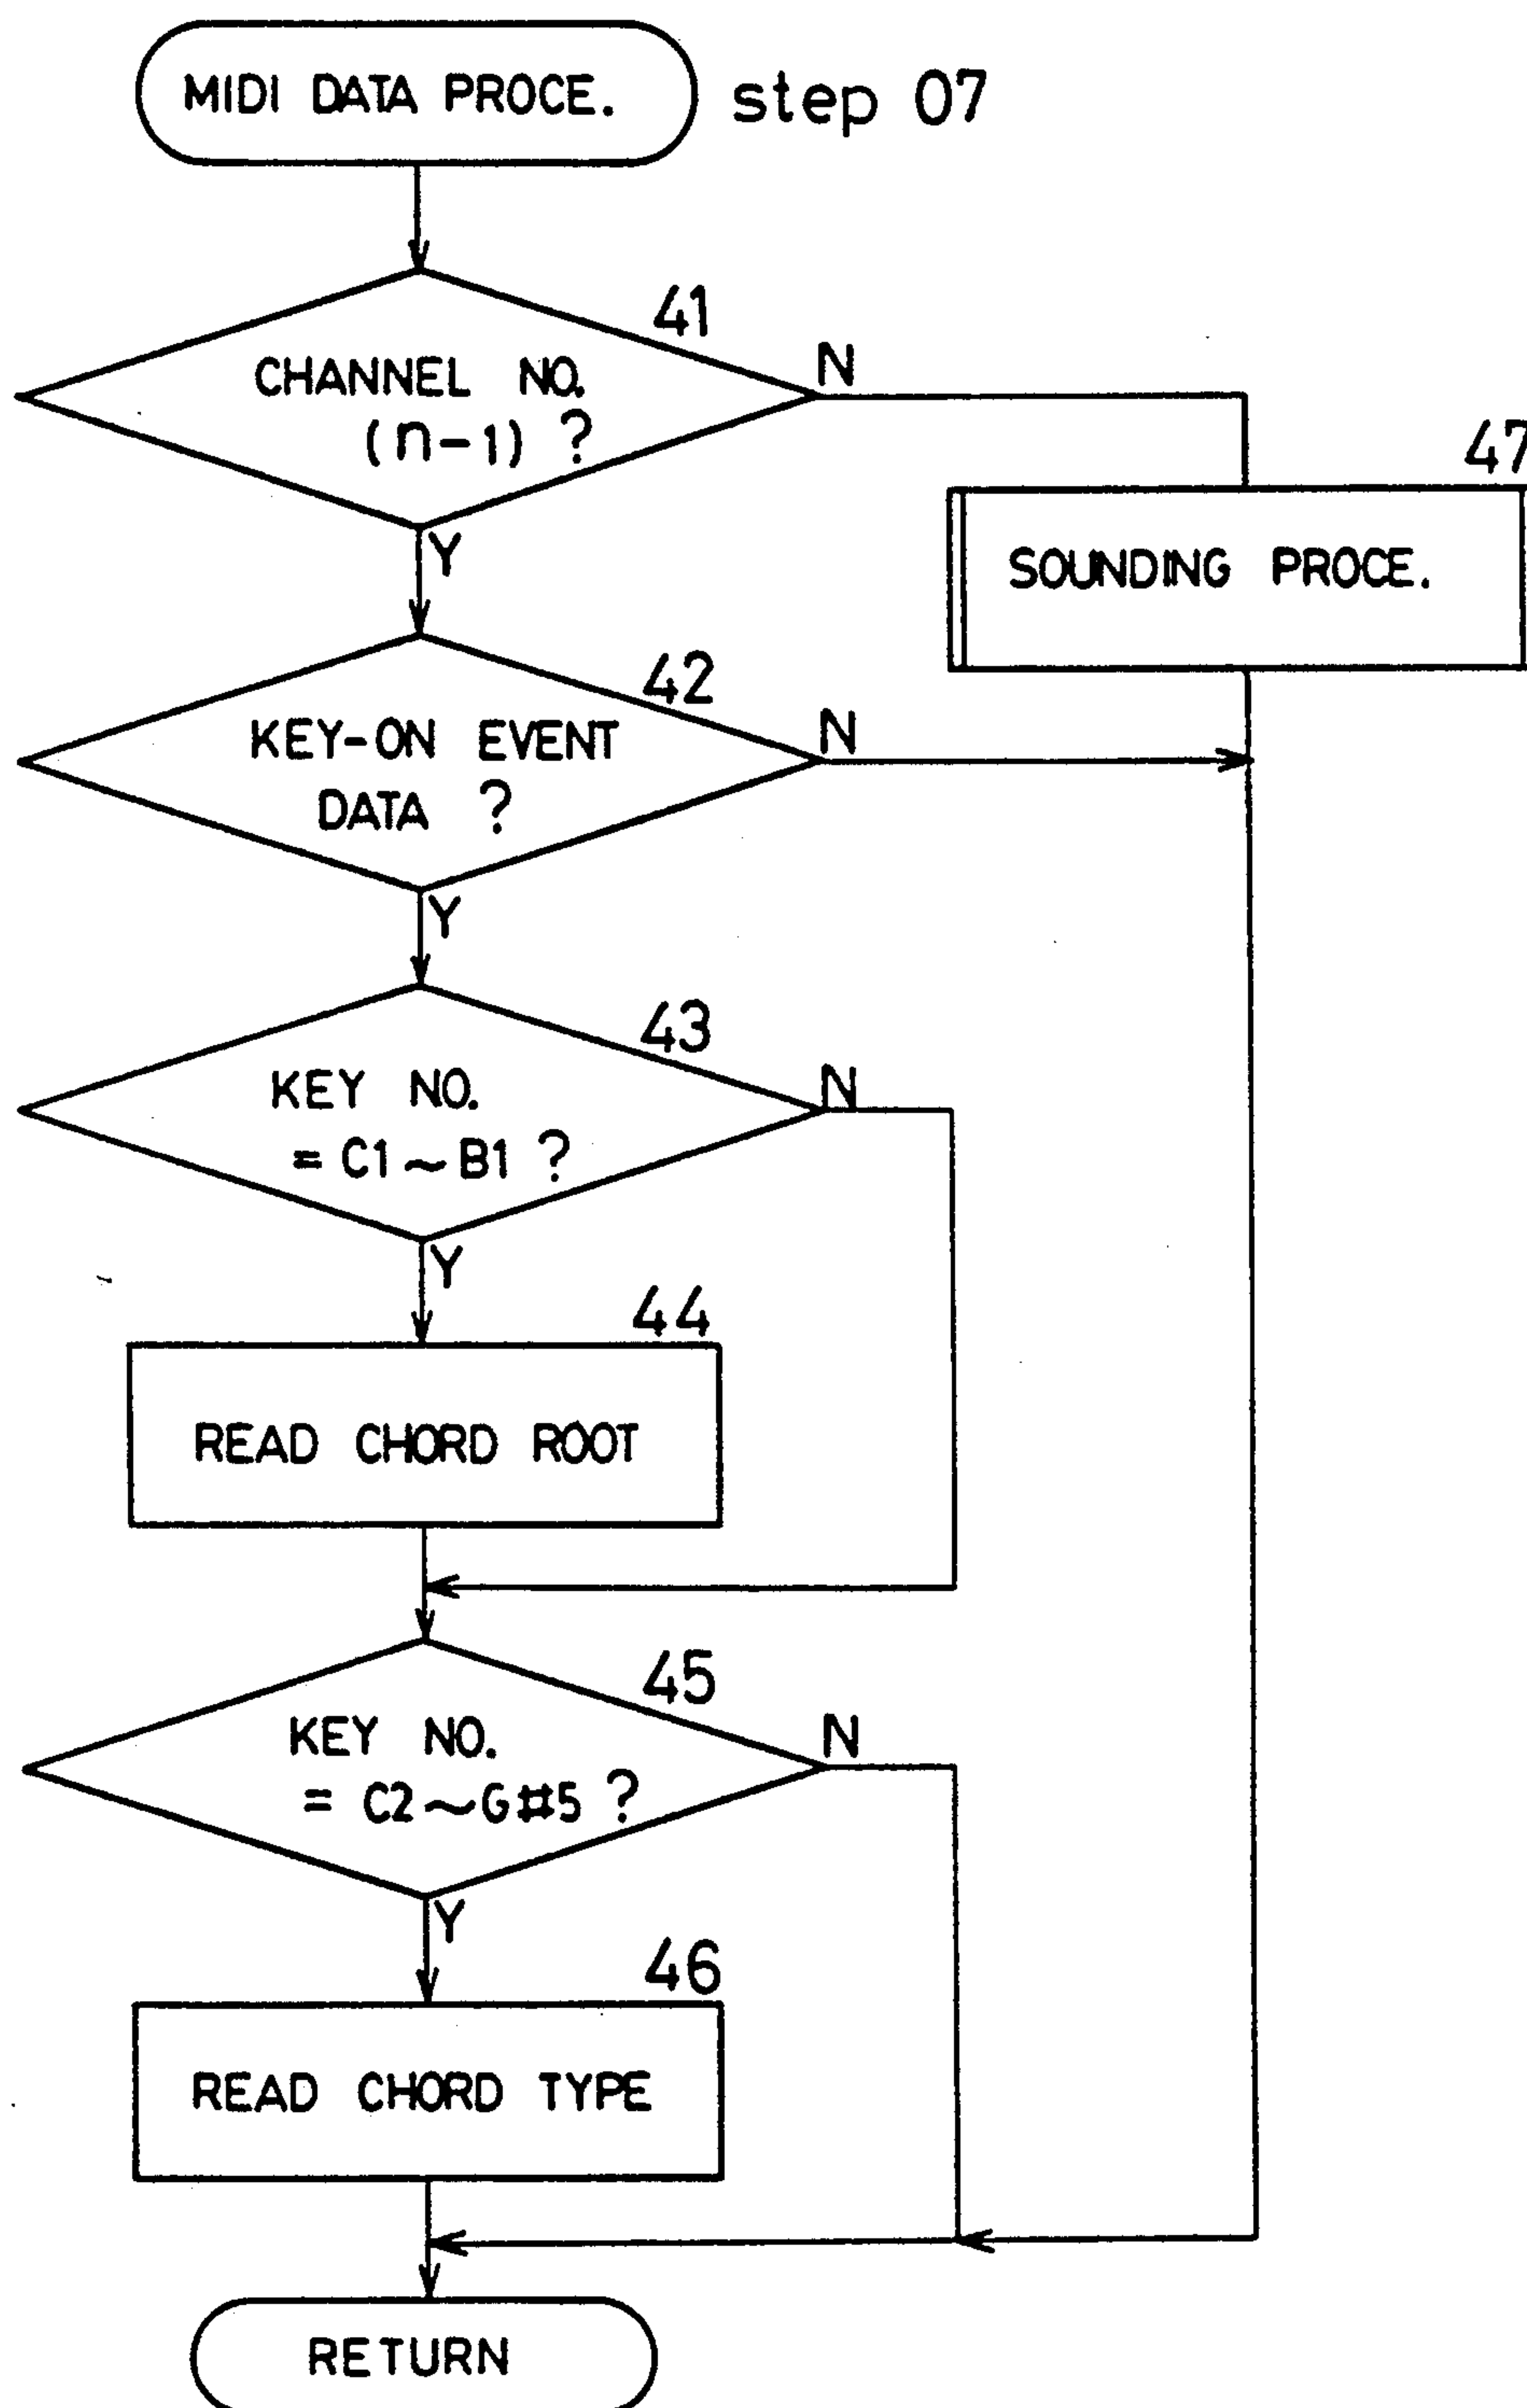 MIDI DATA PROCE.
step 07
41
CHANNEL NO.
(n-1) ?
N
Y
47
SOUNDING PROCE.
42
KEY-ON EVENT
DATA ?
N
Y
43
KEY NO.
= C1~B1 ?
N
Y
44
READ CHORD ROOT
45
KEY NO.
= C2~G#5 ?
N
Y
46
READ CHORD TYPE
RETURN